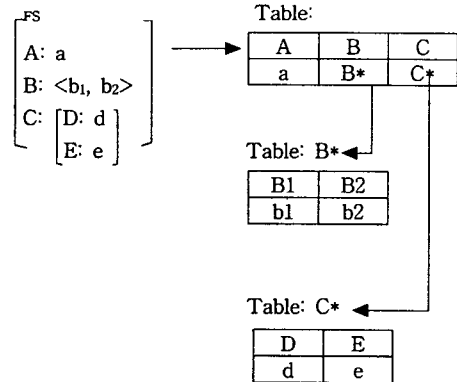 FS
A: a
B: <b₁, b₂>
C: [D: d
E: e]
Table:
A B C
a B* C*
Table: B*
B1 B2
b1 b2
Table: C*
D E
d e